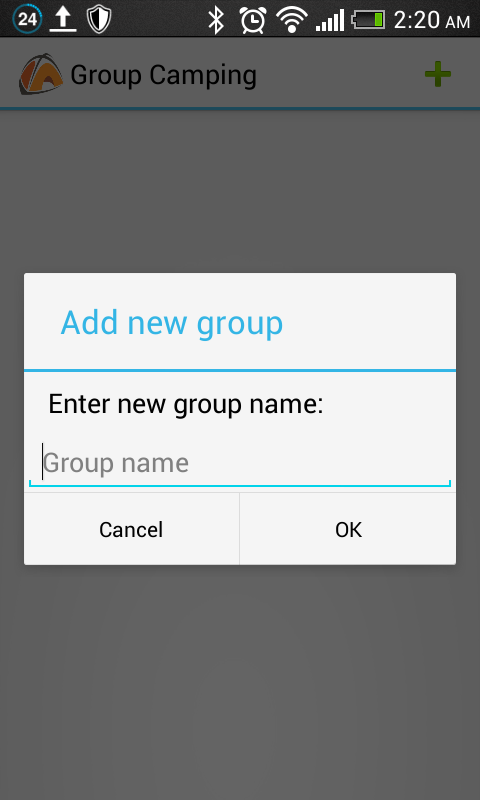 24 2:20 AM
Group Camping
Add new group
Enter new group name:
Group name
Cancel OK